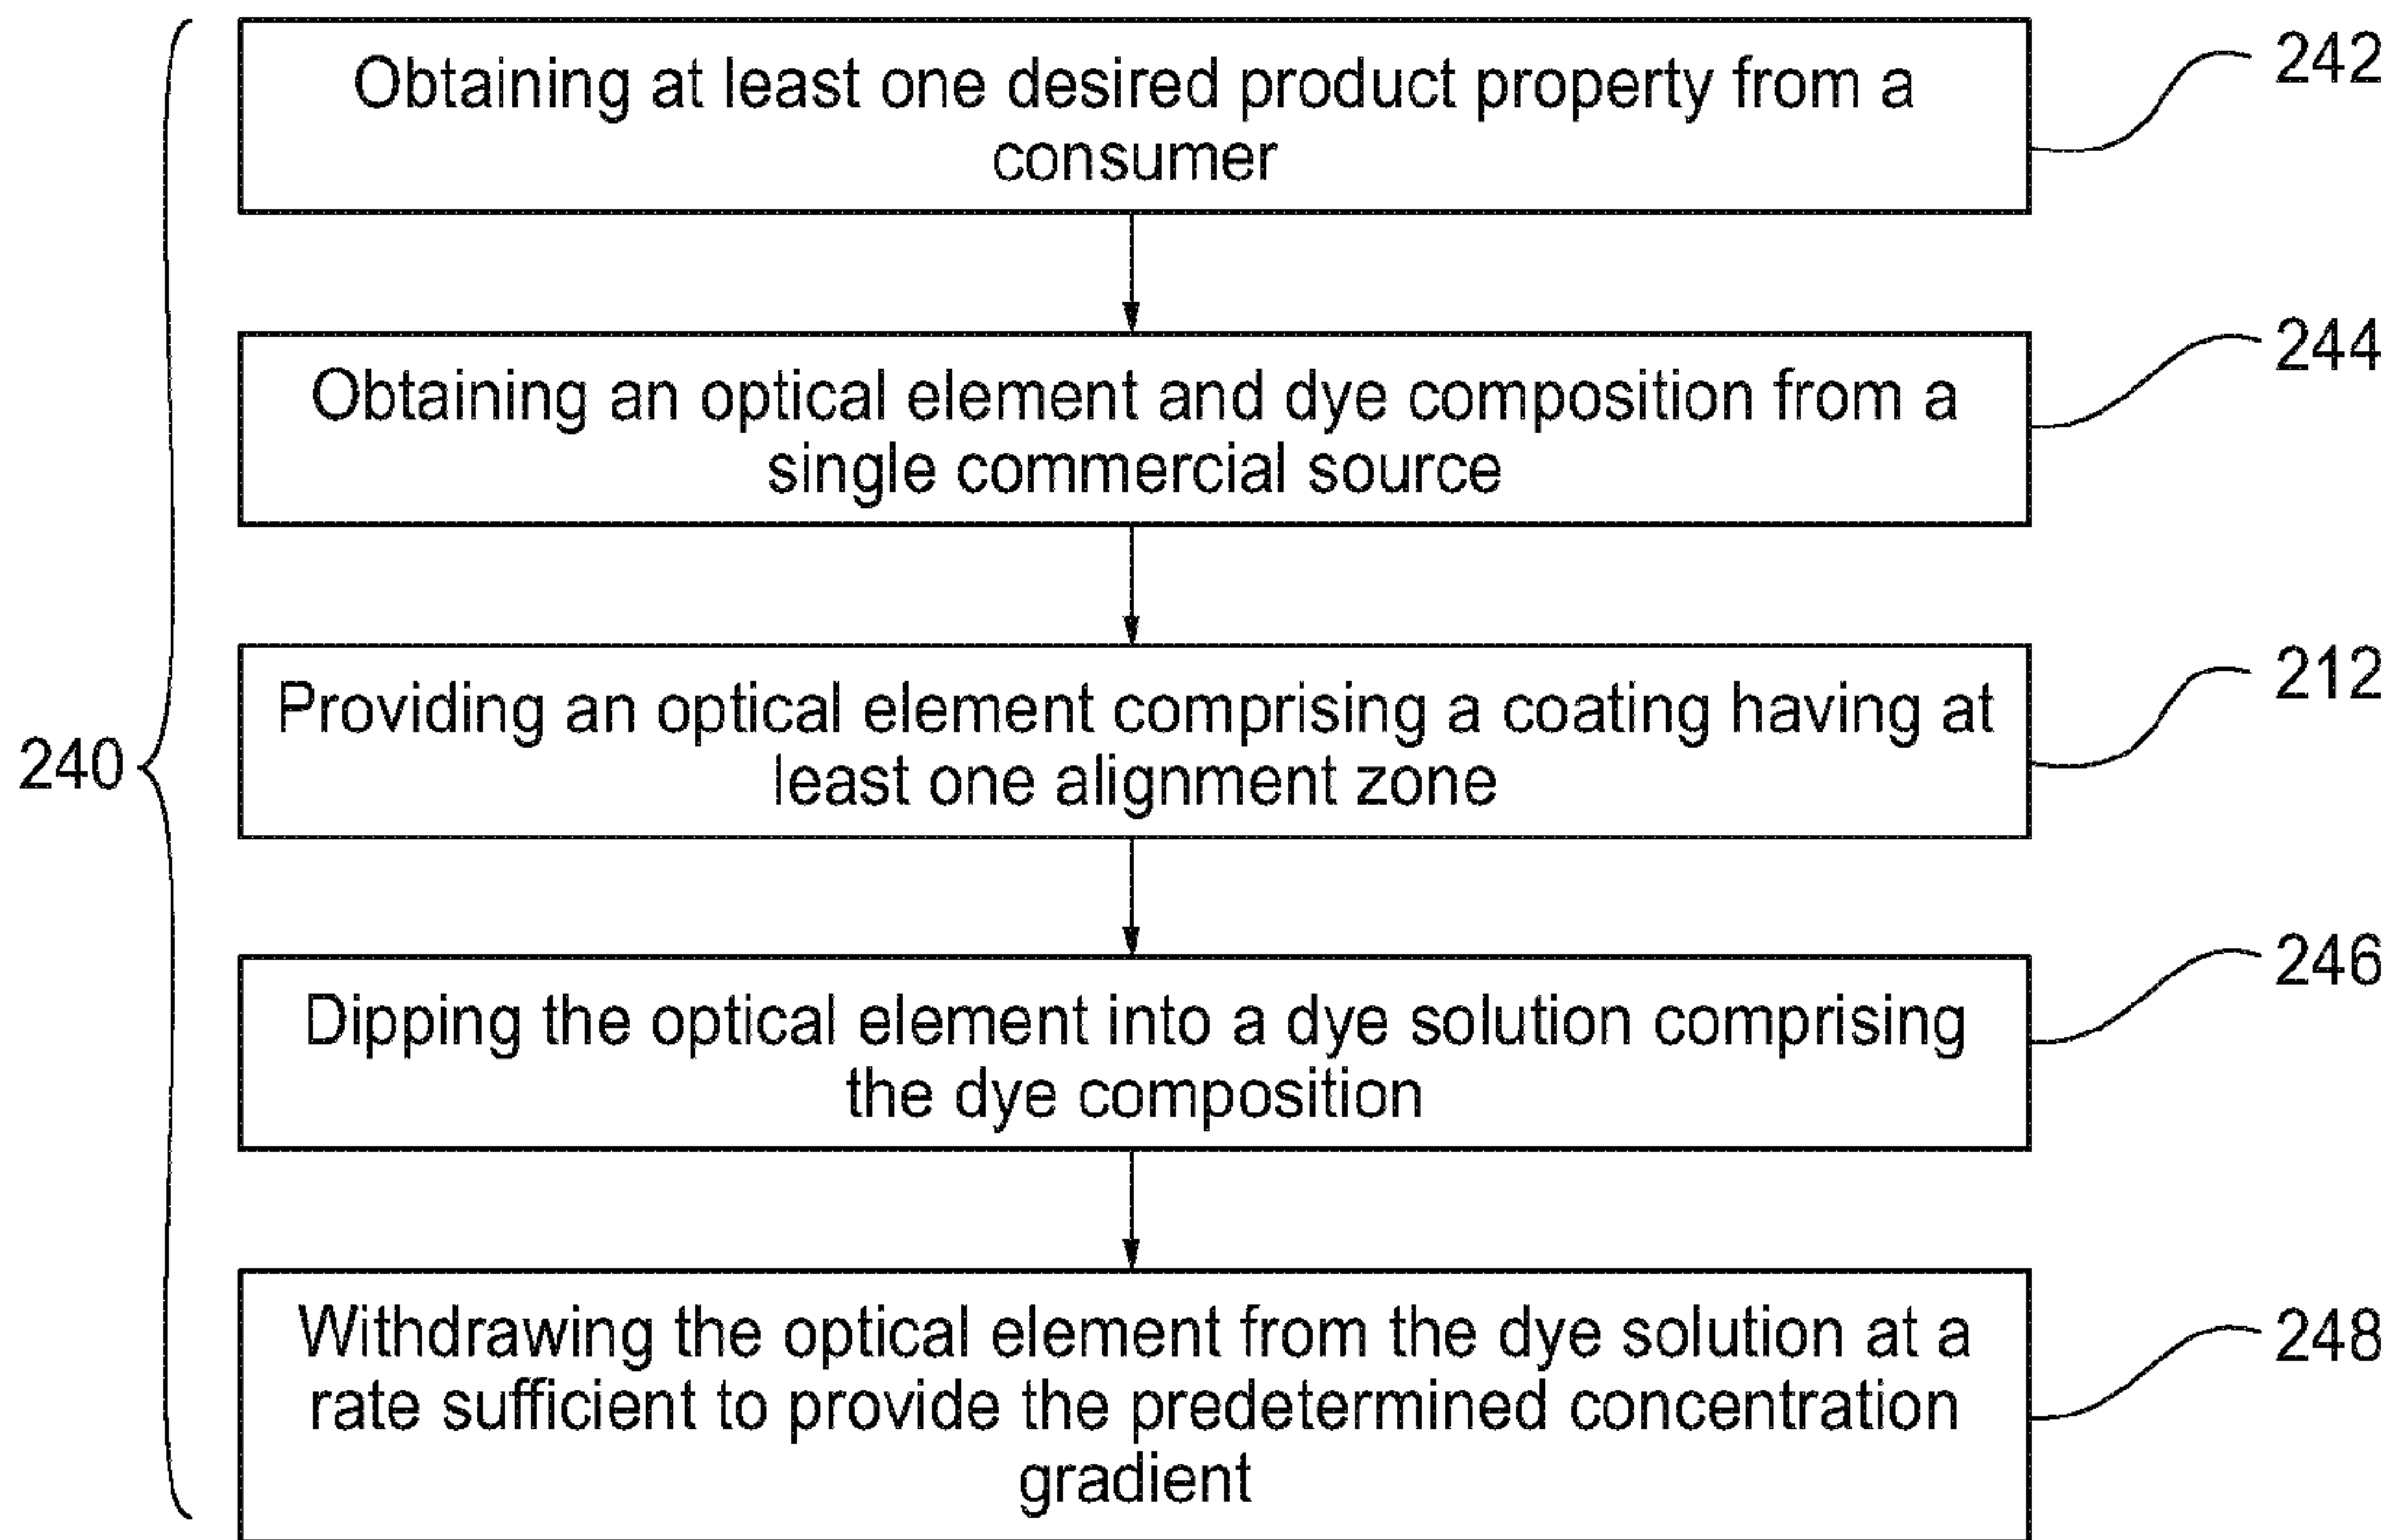 Obtaining at least one desired product property from a
consumer
242
Obtaining an optical element and dye composition from a
single commercial source
244
Providing an optical element comprising a coating having at
least one alignment zone
212
240
Dipping the optical element into a dye solution comprising
the dye composition
246
Withdrawing the optical element from the dye solution at a
rate sufficient to provide the predetermined concentration
gradient
248